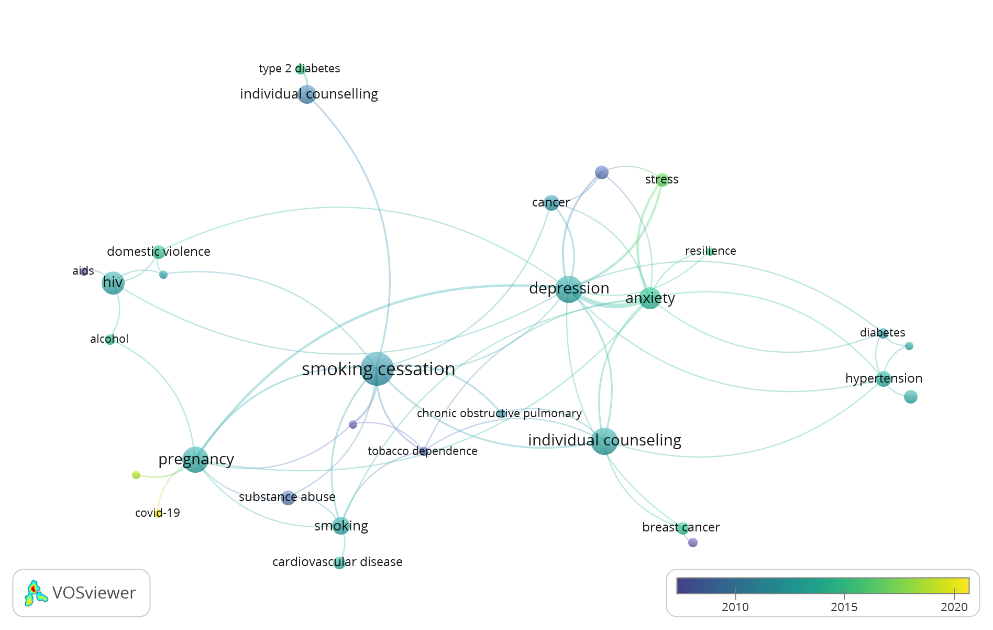 type 2 diabetes
individual counselling
stress
cancer
domestic violence
resilience
aids
hiv
depression
anxiety
alcohol
diabetes
smoking cessation
hypertension
chronic obstructive pulmonary
individual counseling
tobacco dependence
pregnancy
substance abuse
covid-19
smoking
breast cancer
cardiovascular disease
VOSviewer
2010 2015 2020